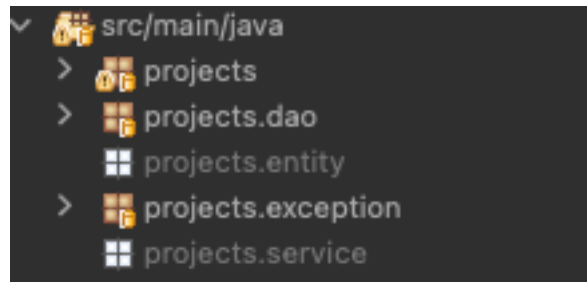 src/main/java
projects
projects.dao
projects.entity
projects.exception
projects.service